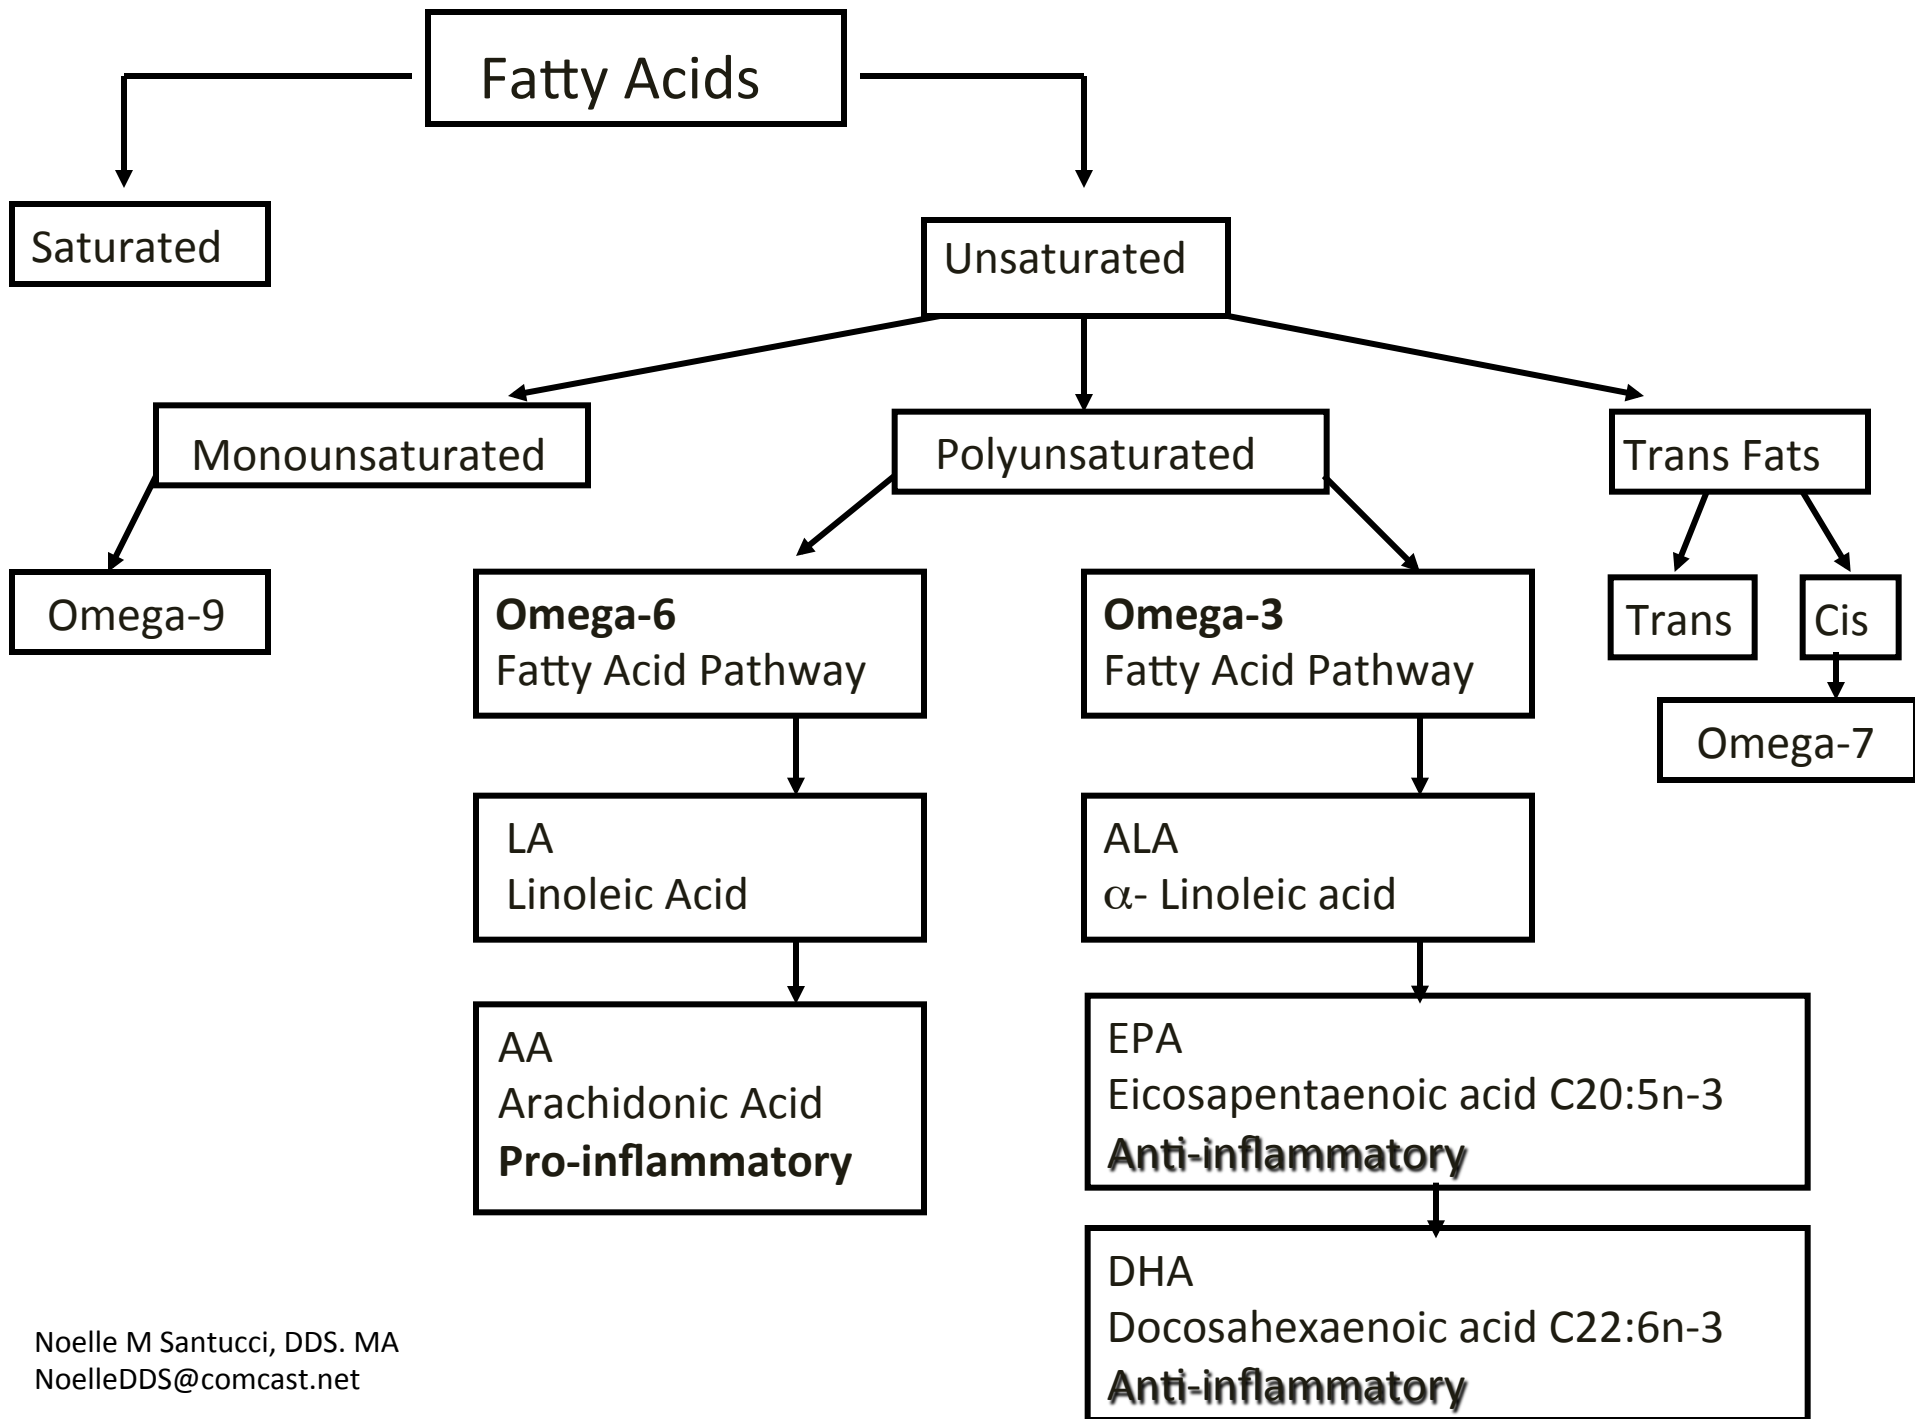 Fatty Acids
Saturated
Unsaturated
Monounsaturated
Polyunsaturated
Trans Fats
Omega-9
Omega-6
Fatty Acid Pathway
Omega-3
Fatty Acid Pathway
Trans
Cis
Omega-7
LA
Linoleic Acid
ALA
α- Linoleic acid
AA
Arachidonic Acid
Pro-inflammatory
EPA
Eicosapentaenoic acid C20:5n-3
Anti-inflammatory
DHA
Docosahexaenoic acid C22:6n-3
Anti-inflammatory
Noelle M Santucci, DDS. MA
NoelleDDS@comcast.net